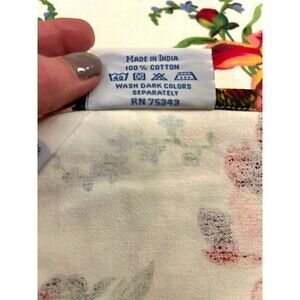 MADE IN INDIA
100% COTTON
WASH DARK COLORS
SEPARATELY
RN 75343